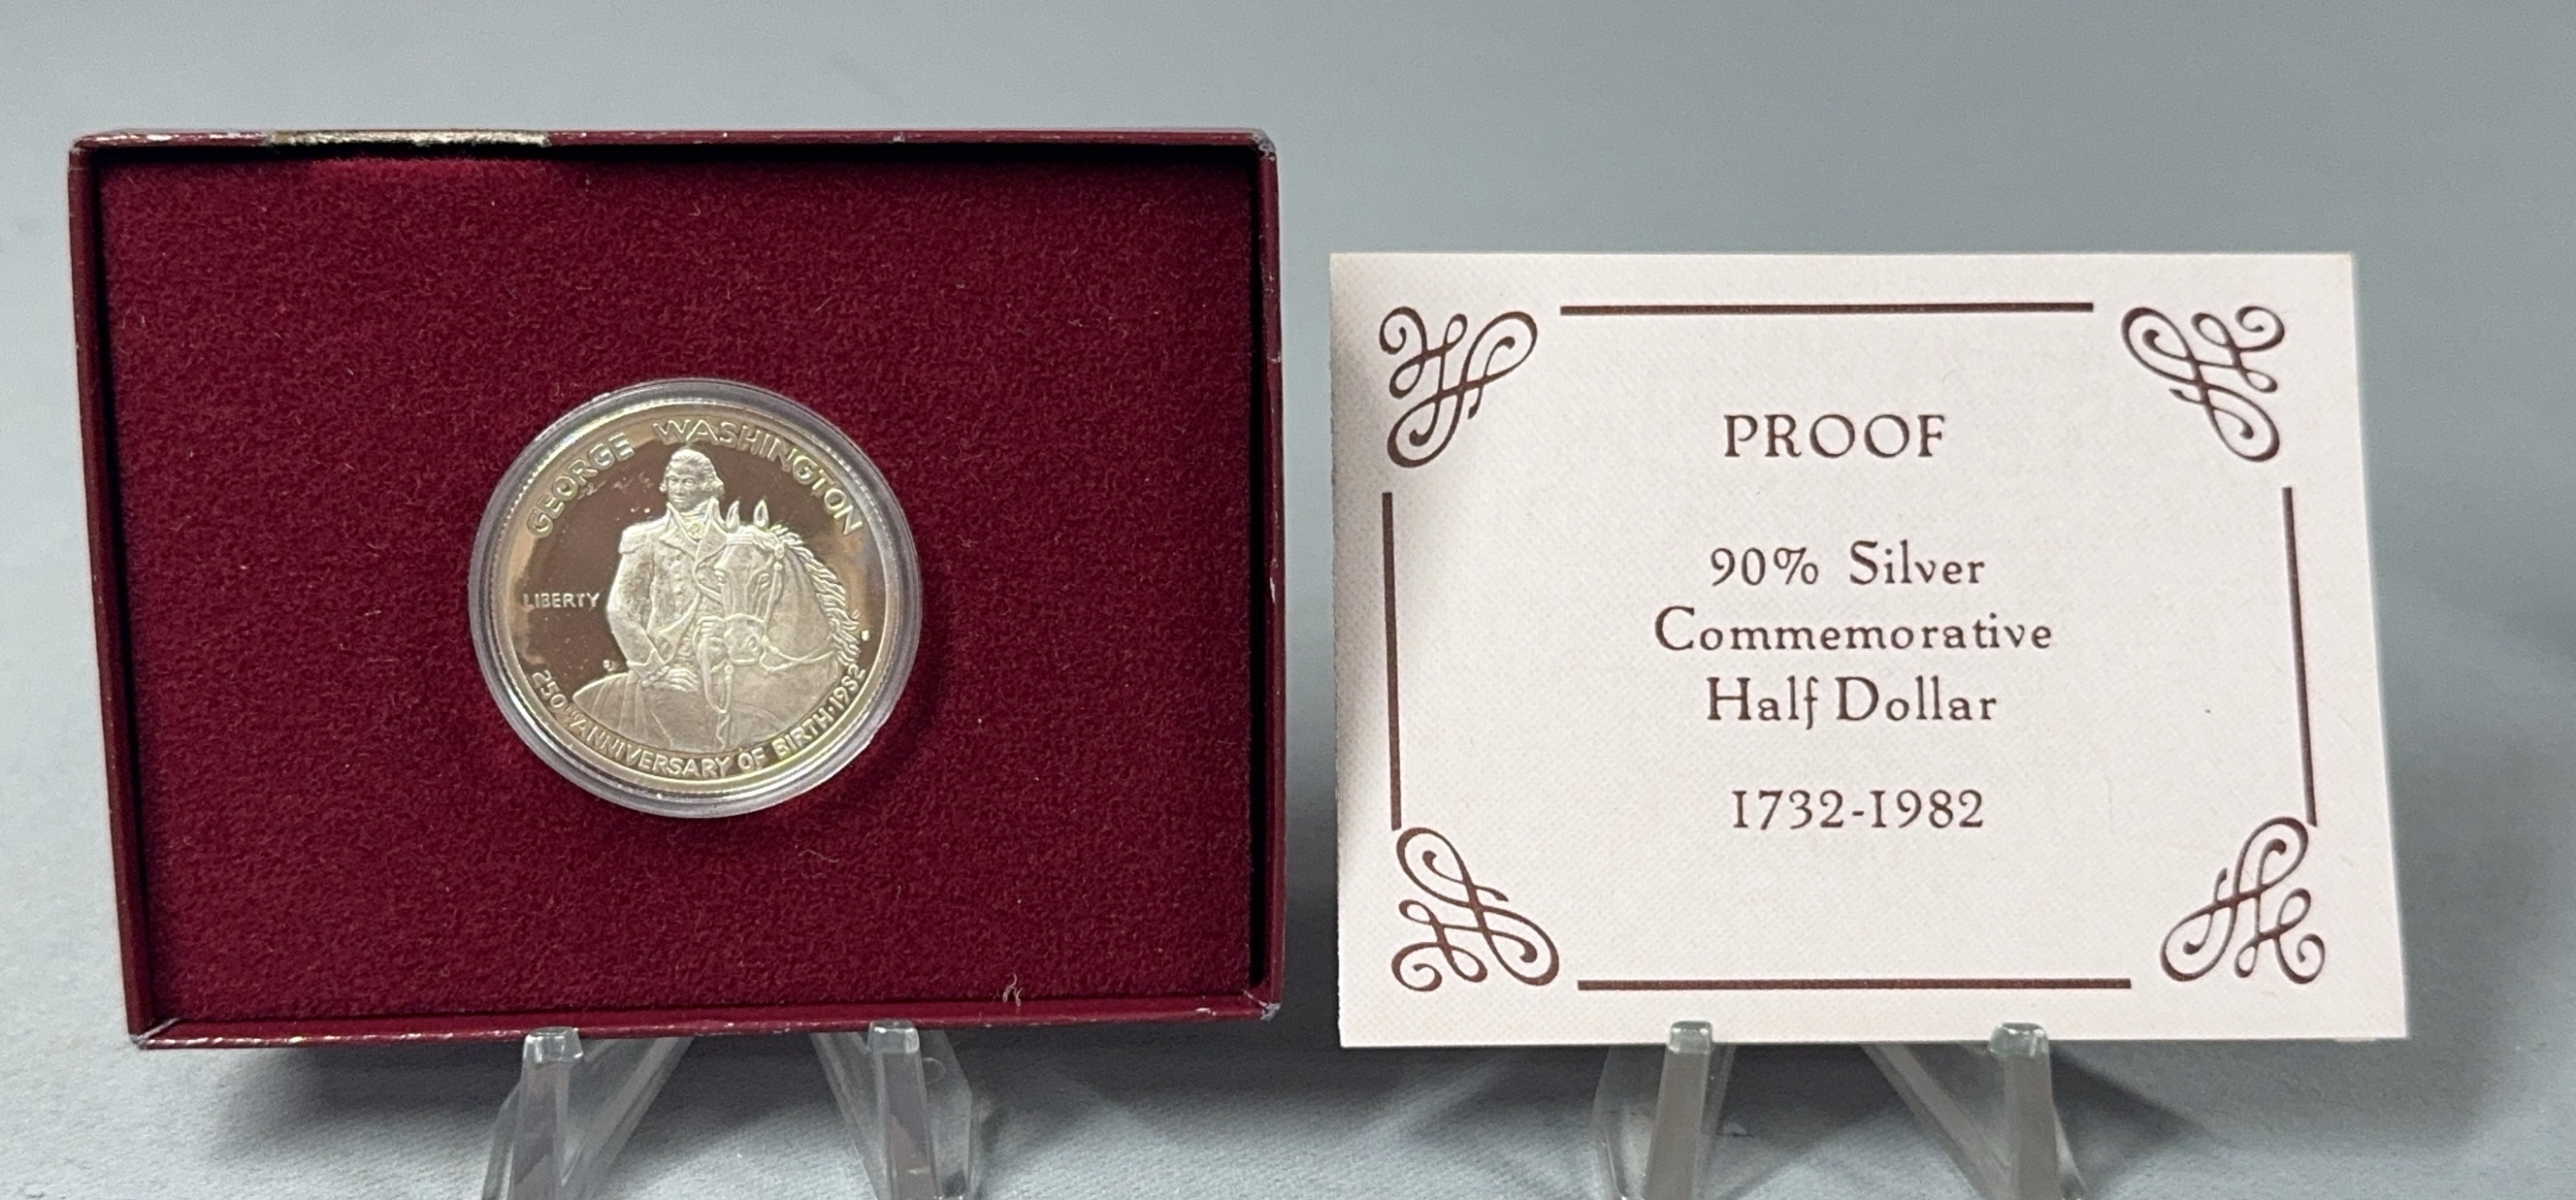 GEORGE WASHINGTON
LIBERTY
250TH ANNIVERSARY OF BIRTH·1982
PROOF
90% Silver
Commemorative
Half Dollar
1732-1982